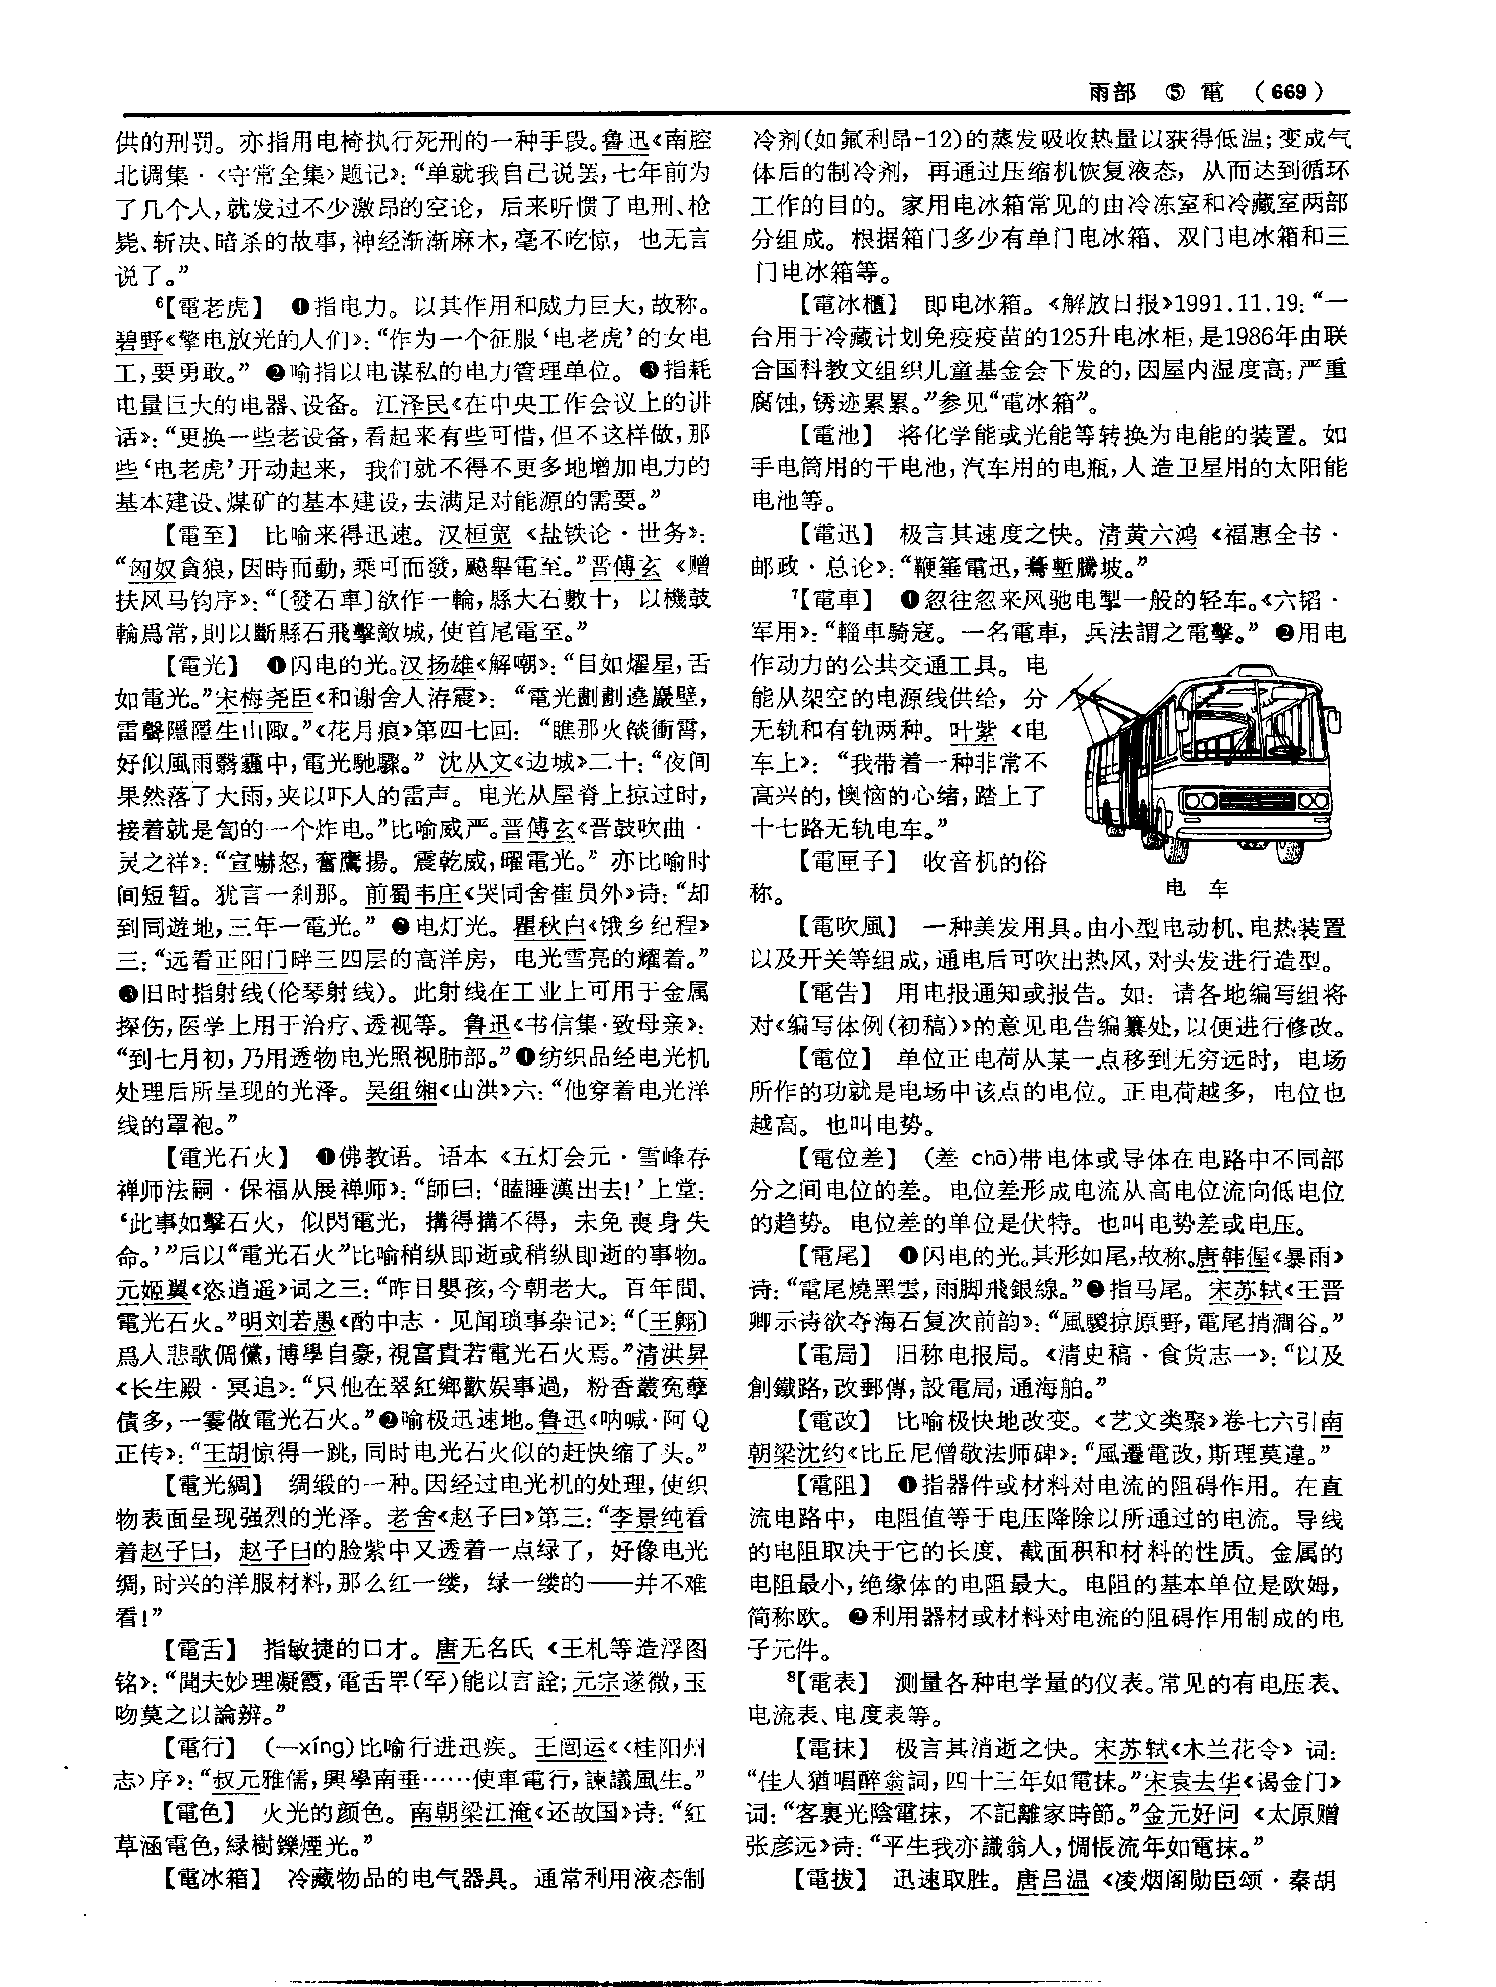 雨部 ⑤ 電 （669）
供的刑罚。亦指用电椅执行死刑的一种手段。鲁迅《南腔
北调集·〈守常全集〉题记》：“单就我自己说罢，七年前为
了几个人，就发过不少激昂的空论，后来听惯了电刑、枪
毙、斩决、暗杀的故事，神经渐渐麻木，毫不吃惊，也无言
说了。”
⁶【電老虎】 ❶指电力。以其作用和威力巨大，故称。
碧野《擎电放光的人们》：“作为一个征服‘电老虎’的女电
工，要勇敢。” ❷喻指以电谋私的电力管理单位。 ❸指耗
电量巨大的电器、设备。江泽民《在中央工作会议上的讲
话》：“更换一些老设备，看起来有些可惜，但不这样做，那
些‘电老虎’开动起来，我们就不得不更多地增加电力的
基本建设、煤矿的基本建设，去满足对能源的需要。”
【電至】 比喻来得迅速。汉桓宽《盐铁论·世务》：
“匈奴貪狼，因時而動，乘可而發，飇舉電至。”晋傅玄《赠
扶风马钧序》：“〔發石車〕欲作一輪，縣大石數十，以機鼓
輪爲常，則以斷縣石飛擊敵城，使首尾電至。”
【電光】 ❶闪电的光。汉扬雄《解嘲》：“目如燿星，舌
如電光。”宋梅尧臣《和谢舍人洊震》：“電光劃劃遶巖壁，
雷聲隱隱生山陬。”《花月痕》第四七回：“瞧那火燄衝霄，
好似風雨翳霾中，電光馳驟。” 沈从文《边城》二十：“夜间
果然落了大雨，夹以吓人的雷声。电光从屋脊上掠过时，
接着就是訇的一个炸电。”比喻威严。晋傅玄《晋鼓吹曲·
灵之祥》：“宣嚇怒，奮鷹揚。震乾威，曜電光。” 亦比喻时
间短暂。犹言一刹那。前蜀韦庄《哭同舍崔员外》诗：“却
到同遊地，三年一電光。” ❷电灯光。瞿秋白《饿乡纪程》
三：“远看正阳门畔三四层的高洋房，电光雪亮的耀着。”
❸旧时指射线（伦琴射线）。此射线在工业上可用于金属
探伤，医学上用于治疗、透视等。鲁迅《书信集·致母亲》：
“到七月初，乃用透物电光照视肺部。”❹纺织品经电光机
处理后所呈现的光泽。吴组缃《山洪》六：“他穿着电光洋
线的罩袍。”
【電光石火】 ❶佛教语。语本《五灯会元·雪峰存
禅师法嗣·保福从展禅师》：“師曰：‘瞌睡漢出去！’上堂：
‘此事如擊石火，似閃電光，搆得搆不得，未免喪身失
命。’”后以“電光石火”比喻稍纵即逝或稍纵即逝的事物。
元姬翼《恣逍遥》词之三：“昨日嬰孩，今朝老大。百年間、
電光石火。”明刘若愚《酌中志·见闻琐事杂记》：“〔王翱〕
爲人悲歌倜儻，博學自豪，視富貴若電光石火焉。”清洪昇
《长生殿·冥追》：“只他在翠紅鄉歡娱事過，粉香叢冤孽
債多，一霎做電光石火。”❷喻极迅速地。鲁迅《呐喊·阿Q
正传》：“王胡惊得一跳，同时电光石火似的赶快缩了头。”
【電光綢】 绸缎的一种。因经过电光机的处理，使织
物表面呈现强烈的光泽。老舍《赵子曰》第三：“李景纯看
着赵子曰，赵子曰的脸紫中又透着一点绿了，好像电光
绸，时兴的洋服材料，那么红一缕，绿一缕的——并不难
看！”
【電舌】 指敏捷的口才。唐无名氏《王札等造浮图
铭》：“聞夫妙理凝霞，電舌罕(罕)能以言詮；元宗遂微，玉
吻莫之以論辨。”
【電行】 （—xíng）比喻行进迅疾。王闿运《〈桂阳州
志〉序》：“叔元雅儒，興學南垂……使車電行，諫議風生。”
【電色】 火光的颜色。南朝梁江淹《还故国》诗：“紅
草涵電色，緑樹鑠煙光。”
【電冰箱】 冷藏物品的电气器具。通常利用液态制
冷剂（如氟利昂-12）的蒸发吸收热量以获得低温；变成气
体后的制冷剂，再通过压缩机恢复液态，从而达到循环
工作的目的。家用电冰箱常见的由冷冻室和冷藏室两部
分组成。根据箱门多少有单门电冰箱、双门电冰箱和三
门电冰箱等。
【電冰櫃】 即电冰箱。《解放日报》1991.11.19：“一
台用于冷藏计划免疫疫苗的125升电冰柜，是1986年由联
合国科教文组织儿童基金会下发的，因屋内湿度高，严重
腐蚀，锈迹累累。”参见“電冰箱”。
【電池】 将化学能或光能等转换为电能的装置。如
手电筒用的干电池，汽车用的电瓶，人造卫星用的太阳能
电池等。
【電迅】 极言其速度之快。清黄六鸿《福惠全书·
邮政·总论》：“鞭箠電迅，驀塹騰坡。”
⁷【電車】 ❶忽往忽来风驰电掣一般的轻车。《六韬·
军用》：“輜車騎寇。一名電車，兵法謂之電擊。” ❷用电
作动力的公共交通工具。电
能从架空的电源线供给，分
无轨和有轨两种。叶紫《电
车上》：“我带着一种非常不
高兴的，懊恼的心绪，踏上了
十七路无轨电车。”
电 车
【電匣子】 收音机的俗
称。
【電吹風】 一种美发用具。由小型电动机、电热装置
以及开关等组成，通电后可吹出热风，对头发进行造型。
【電告】 用电报通知或报告。如：请各地编写组将
对《编写体例（初稿）》的意见电告编纂处，以便进行修改。
【電位】 单位正电荷从某一点移到无穷远时，电场
所作的功就是电场中该点的电位。正电荷越多，电位也
越高。也叫电势。
【電位差】 （差 chā）带电体或导体在电路中不同部
分之间电位的差。电位差形成电流从高电位流向低电位
的趋势。电位差的单位是伏特。也叫电势差或电压。
【電尾】 ❶闪电的光。其形如尾，故称。唐韩偓《暴雨》
诗：“電尾燒黑雲，雨脚飛銀線。”❷指马尾。宋苏轼《王晋
卿示诗欲夺海石复次前韵》：“風騣掠原野，電尾捎澗谷。”
【電局】 旧称电报局。《清史稿·食货志一》：“以及
創鐵路，改郵傳，設電局，通海舶。”
【電改】 比喻极快地改变。《艺文类聚》卷七六引南
朝梁沈约《比丘尼僧敬法师碑》：“風遷電改，斯理莫違。”
【電阻】 ❶指器件或材料对电流的阻碍作用。在直
流电路中，电阻值等于电压降除以所通过的电流。导线
的电阻取决于它的长度、截面积和材料的性质。金属的
电阻最小，绝缘体的电阻最大。电阻的基本单位是欧姆，
简称欧。❷利用器材或材料对电流的阻碍作用制成的电
子元件。
⁸【電表】 测量各种电学量的仪表。常见的有电压表、
电流表、电度表等。
【電抹】 极言其消逝之快。宋苏轼《木兰花令》词：
“佳人猶唱醉翁詞，四十三年如電抹。”宋袁去华《谒金门》
词：“客裏光陰電抹，不記離家時節。”金元好问《太原赠
张彦远》诗：“平生我亦識翁人，惆悵流年如電抹。”
【電拔】 迅速取胜。唐吕温《凌烟阁勋臣颂·秦胡